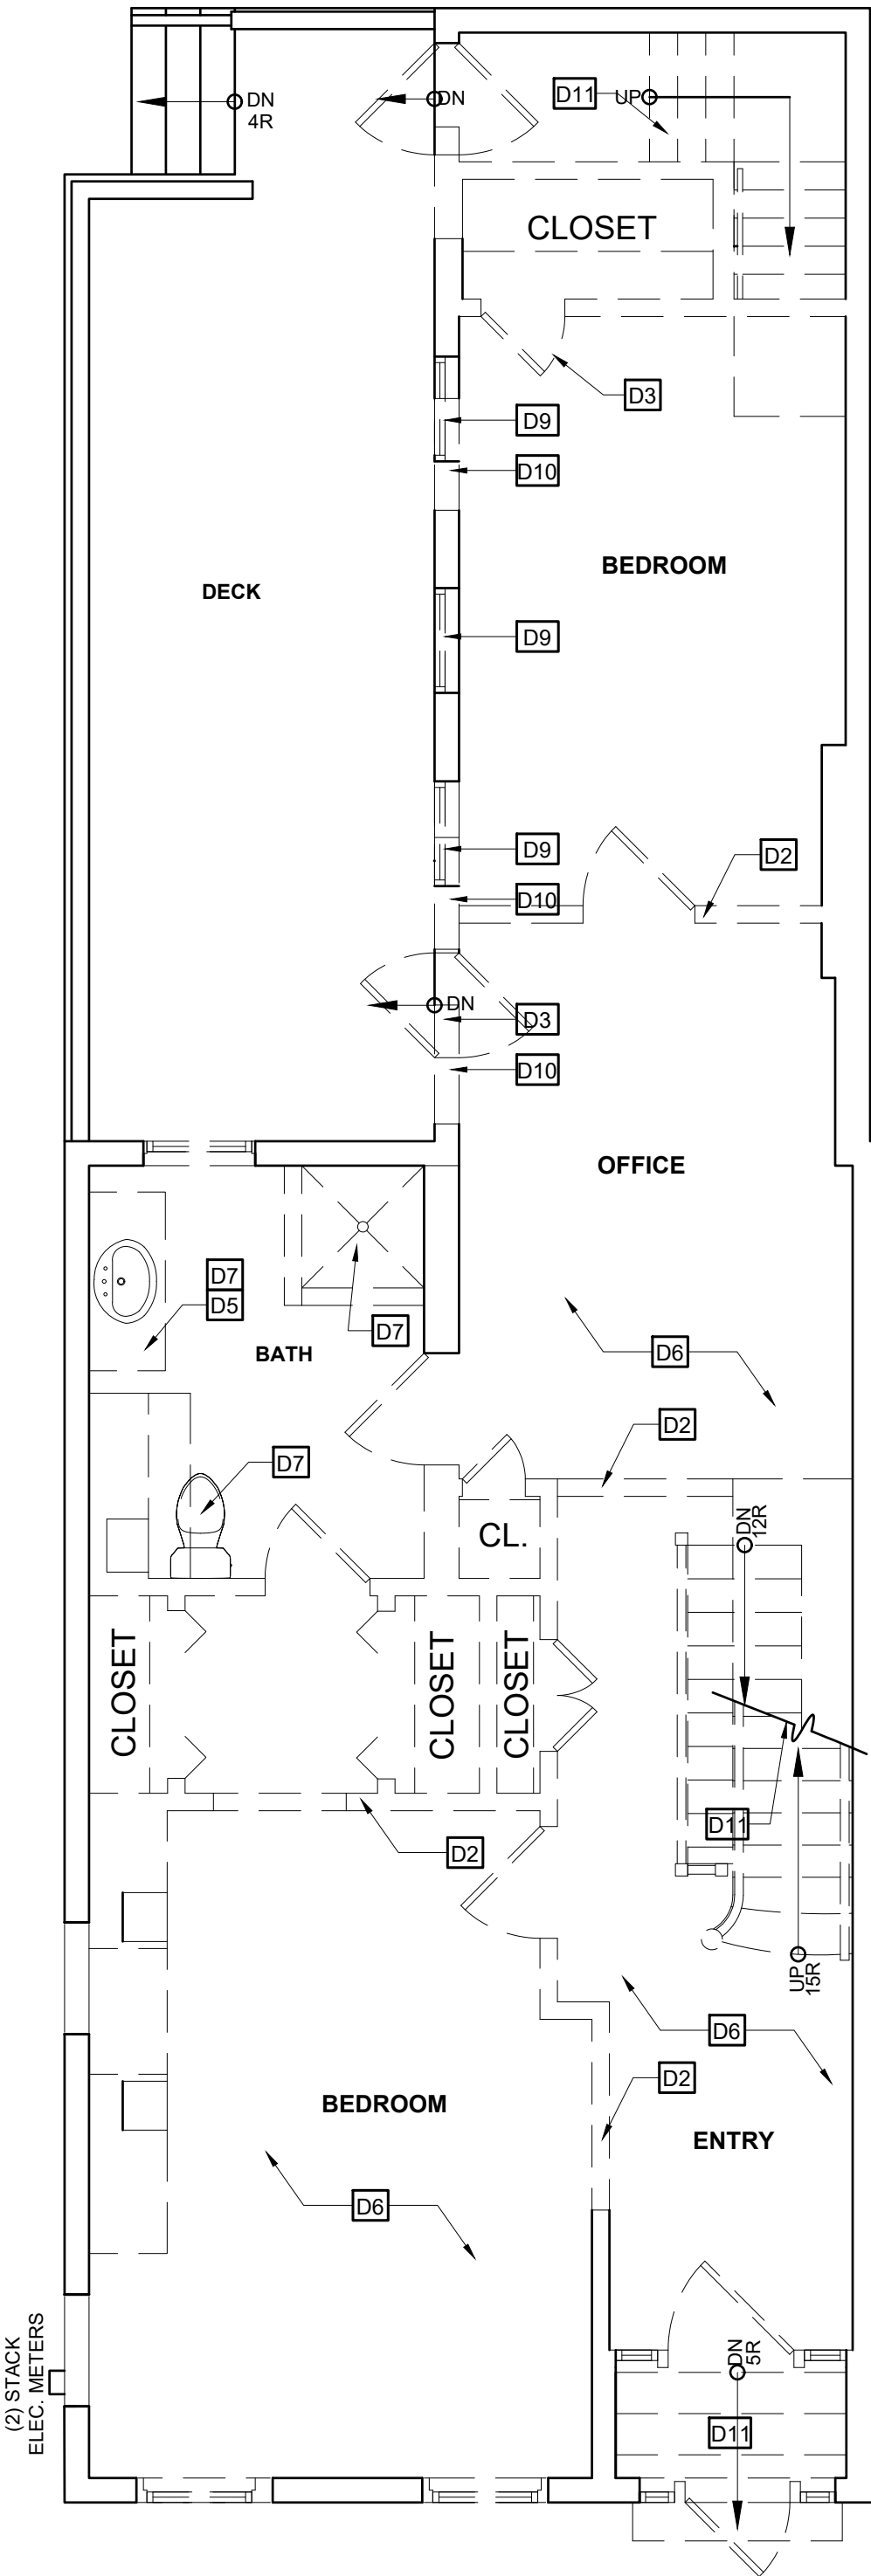 DN
4R
DN
D11
UP
CLOSET
D3
D9
D10
BEDROOM
DECK
D9
D9
D2
D10
DN
D3
D10
OFFICE
D7
D5
D7
BATH
D6
D2
D7
CL.
DN
12R
CLOSET
CLOSET
CLOSET
D11
D2
UP
15R
D6
D2
BEDROOM
ENTRY
D6
(2) STACK
ELEC. METERS
DN
5R
D11